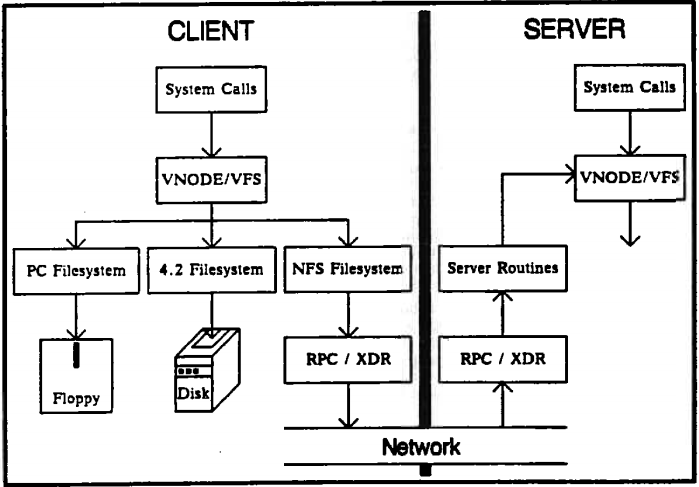 CLIENT
SERVER
System Calls
System Calls
VNODE/VFS
VNODE/VFS
PC Filesystem
4.2 Filesystem
NFS Filesystem
Server Routines
Floppy
Disk
RPC / XDR
RPC / XDR
Network